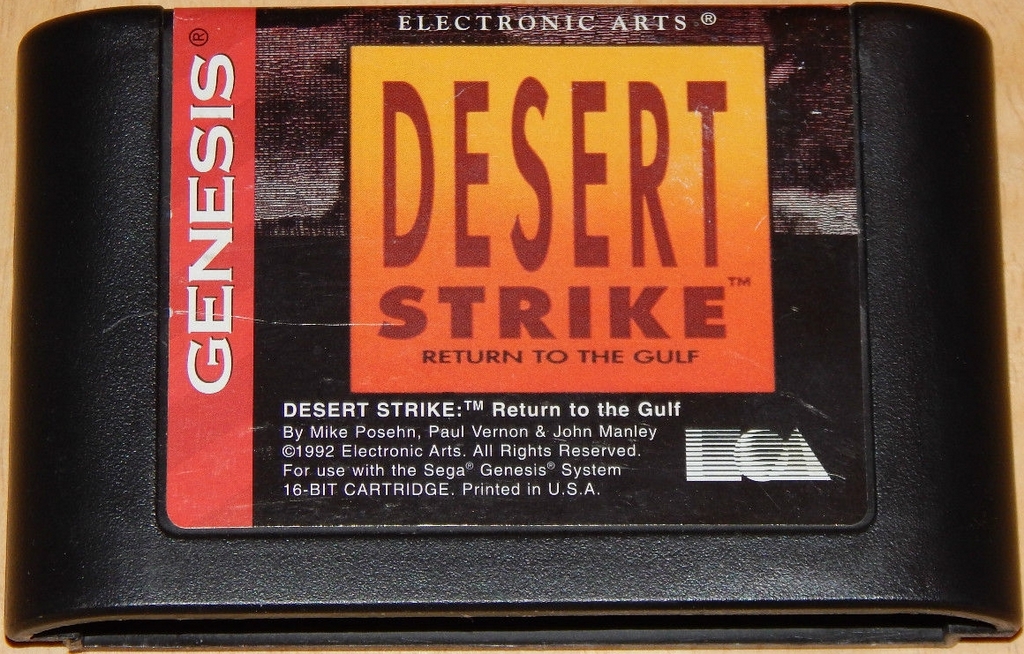 ELECTRONIC ARTS ®
GENESIS®
DESERT
STRIKE™
RETURN TO THE GULF
DESERT STRIKE:™ Return to the Gulf
By Mike Posehn, Paul Vernon & John Manley
©1992 Electronic Arts. All Rights Reserved.
For use with the Sega® Genesis® System
16-BIT CARTRIDGE. Printed in U.S.A.
EA